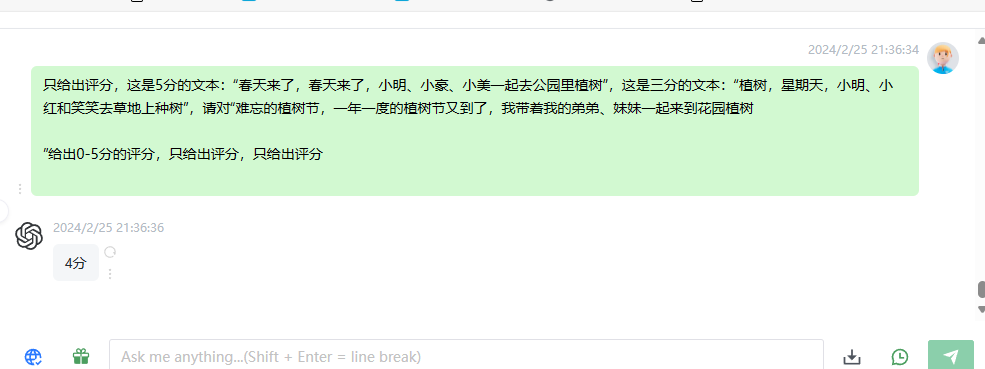 2024/2/25 21:36:34
只给出评分，这是5分的文本：“春天来了，春天来了，小明、小豪、小美一起去公园里植树”，这是三分的文本：“植树，星期天，小明、小
红和笑笑去草地上种树”，请对“难忘的植树节，一年一度的植树节又到了，我带着我的弟弟、妹妹一起来到花园植树
”给出0-5分的评分，只给出评分，只给出评分
2024/2/25 21:36:36
4分
Ask me anything...(Shift + Enter = line break)